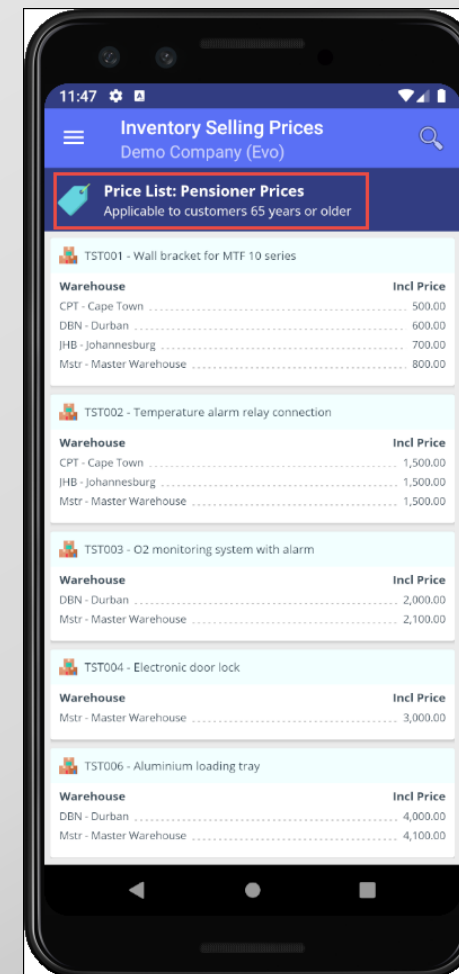 11:47
Inventory Selling Prices
Demo Company (Evo)
Price List: Pensioner Prices
Applicable to customers 65 years or older
TST001 - Wall bracket for MTF 10 series
Warehouse Incl Price
CPT - Cape Town 500.00
DBN - Durban 600.00
JHB - Johannesburg 700.00
Mstr - Master Warehouse 800.00
TST002 - Temperature alarm relay connection
Warehouse Incl Price
CPT - Cape Town 1,500.00
JHB - Johannesburg 1,500.00
Mstr - Master Warehouse 1,500.00
TST003 - O2 monitoring system with alarm
Warehouse Incl Price
DBN - Durban 2,000.00
Mstr - Master Warehouse 2,100.00
TST004 - Electronic door lock
Warehouse Incl Price
Mstr - Master Warehouse 3,000.00
TST006 - Aluminium loading tray
Warehouse Incl Price
DBN - Durban 4,000.00
Mstr - Master Warehouse 4,100.00